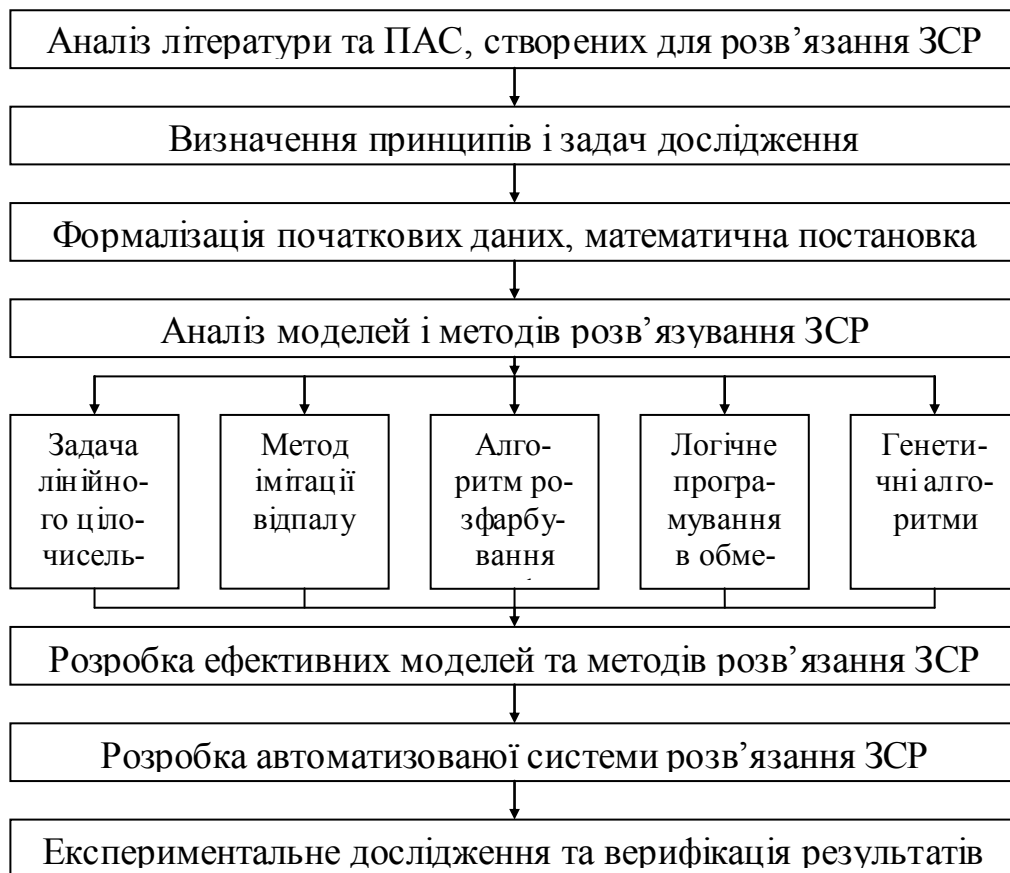 Аналіз літератури та ПАС, створених для розв’язання ЗСР
Визначення принципів і задач дослідження
Формалізація початкових даних, математична постановка
Аналіз моделей і методів розв’язування ЗСР
Задача
лінійно-
го ціло-
чисель-
Метод
імітації
відпалу
Алго-
ритм ро-
зфарбу-
вання
Логічне
програ-
мування
в обме-
Генети-
чні алго-
ритми
Розробка ефективних моделей та методів розв’язання ЗСР
Розробка автоматизованої системи розв’язання ЗСР
Експериментальне дослідження та верифікація результатів